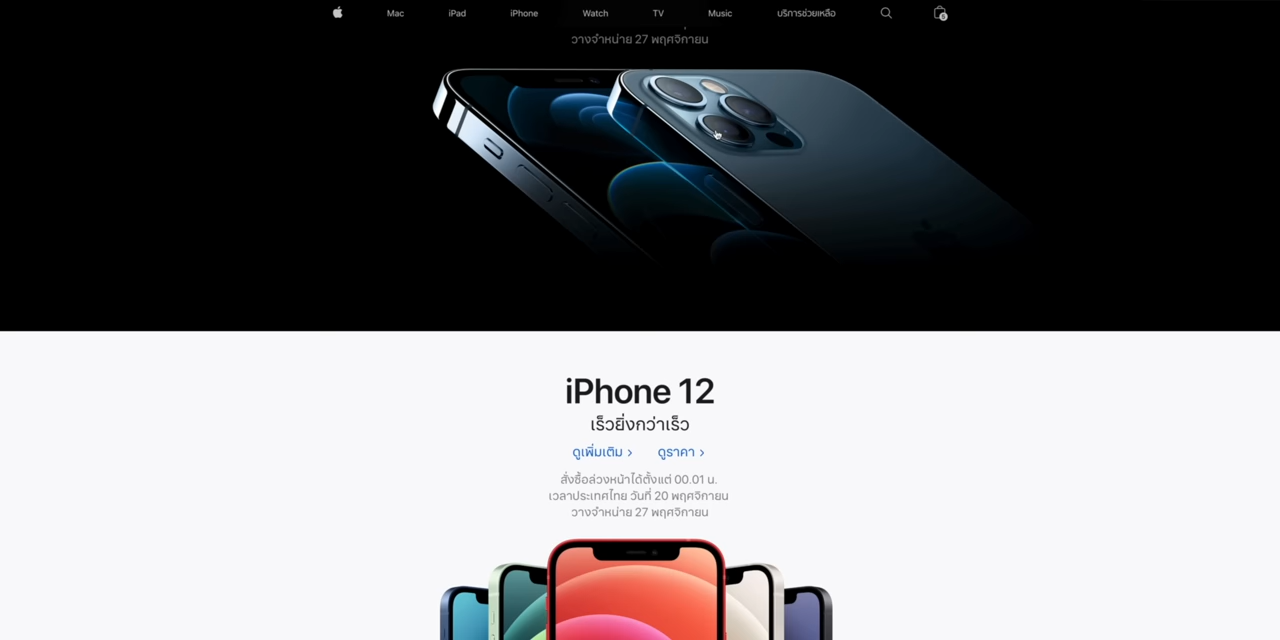 Mac iPad iPhone Watch TV Music บริการช่วยเหลือ
วางจำหน่าย 27 พฤศจิกายน
iPhone 12
เร็วยิ่งกว่าเร็ว
ดูเพิ่มเติม > ดูราคา >
สั่งซื้อล่วงหน้าได้ตั้งแต่ 00.01 น.
เวลาประเทศไทย วันที่ 20 พฤศจิกายน
วางจำหน่าย 27 พฤศจิกายน